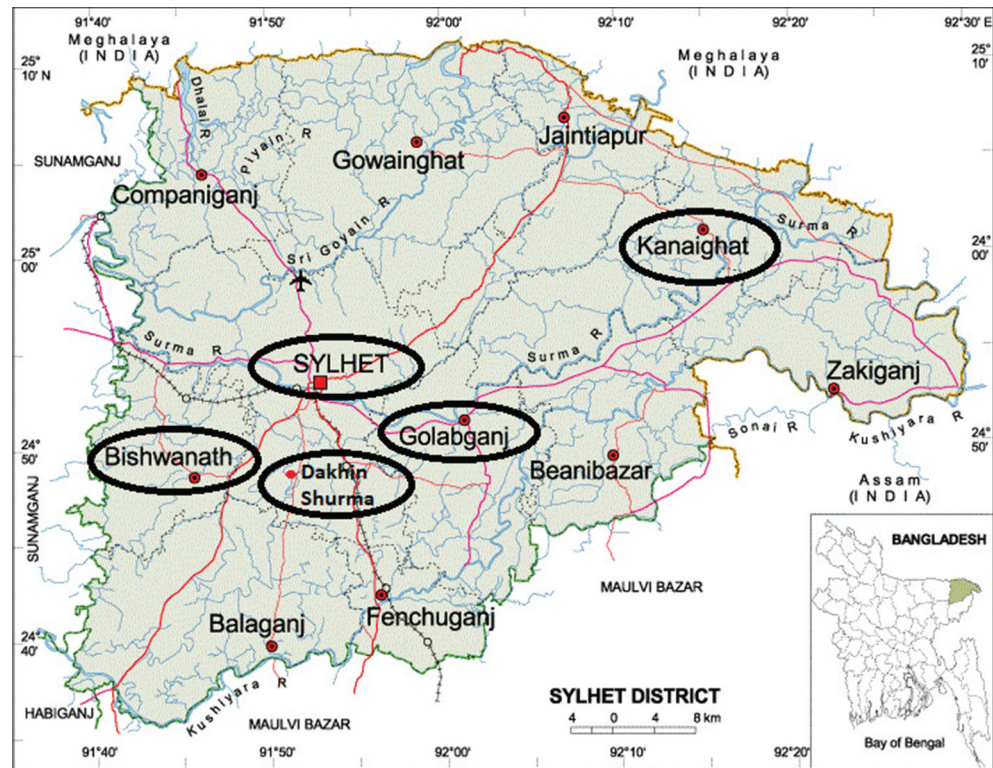 91°40'
91°50'
92°00'
92°10'
92°20'
92°30' E
Meghalaya
(INDIA)
Meghalaya
(INDIA)
25°
10' N
25°
10'
Dhalai R
Piyain R
Jaintiapur
Gowainghat
SUNAMGANJ
Companiganj
Sri Goyain R
Surma R
Kanaighat
25°
00'
24°
00'
Surma R
Surma R
SYLHET
Zakiganj
Golabganj
Sonai R
Kushiyara R
24°
50'
24°
50'
Bishwanath
Dakhin
Shurma
Beanibazar
Assam
(INDIA)
SUNAMGANJ
BANGLADESH
MAULVI BAZAR
Fenchuganj
Balaganj
24°
40'
Kushiyara R
SYLHET DISTRICT
4 0 4 8 km
HABIGANJ
MAULVI BAZAR
Bay of Bengal
91°40'
91°50'
92°00'
92°10'
92°20'